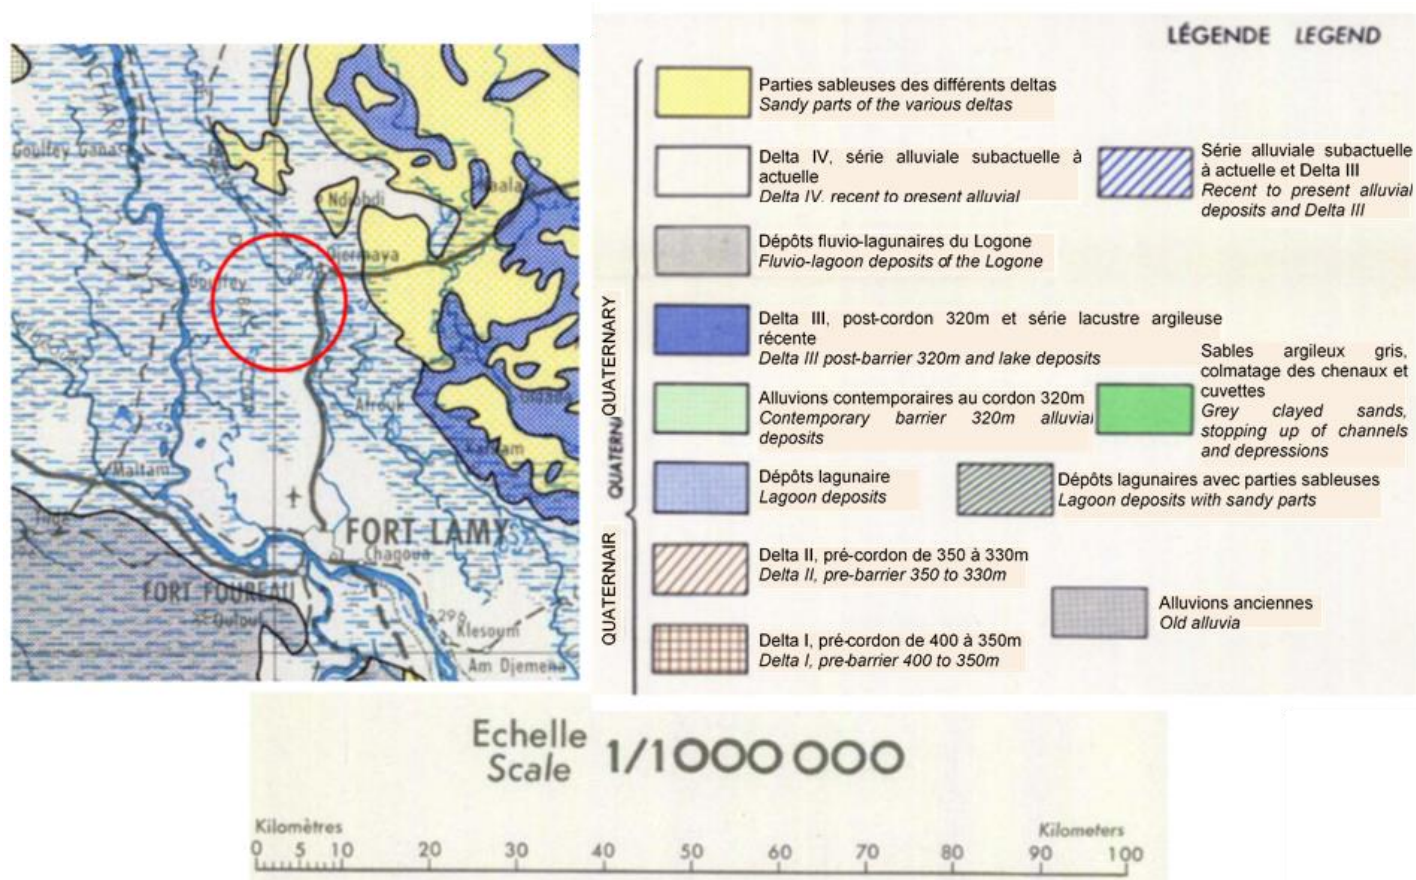 CHARI
Goulfey Gana
Ndjobdi
Djermaya
Goulfey
Afrouk
Maltam
FORT LAMY
Chagoua
FORT FOUREAU
296
Klesoum
Am Djemena
LÉGENDE LEGEND
QUATERNARY
QUATERNAIR
Parties sableuses des différents deltas
Sandy parts of the various deltas
Delta IV, série alluviale subactuelle à
actuelle
Delta IV, recent to present alluvial
Série alluviale subactuelle
à actuelle et Delta III
Recent to present alluvial
deposits and Delta III
Dépôts fluvio-lagunaires du Logone
Fluvio-lagoon deposits of the Logone
Delta III, post-cordon 320m et série lacustre argileuse
récente
Delta III post-barrier 320m and lake deposits
Sables argileux gris,
colmatage des chenaux et
cuvettes
Grey clayed sands,
stopping up of channels
and depressions
Alluvions contemporaires au cordon 320m
Contemporary barrier 320m alluvial
deposits
Dépôts lagunaire
Lagoon deposits
Dépôts lagunaires avec parties sableuses
Lagoon deposits with sandy parts
Delta II, pré-cordon de 350 à 330m
Delta II, pre-barrier 350 to 330m
Alluvions anciennes
Old alluvia
Delta I, pré-cordon de 400 à 350m
Delta I, pre-barrier 400 to 350m
Echelle
Scale
1/1 000 000
Kilomètres
Kilometers
0 5 10 20 30 40 50 60 70 80 90 100